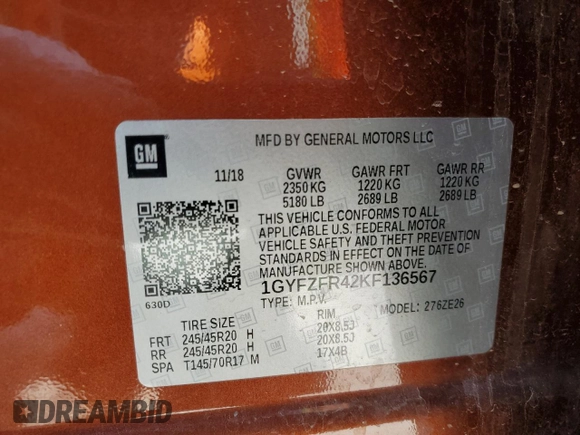 GM
MFD BY GENERAL MOTORS LLC
11/18
GVWR
2350 KG
5180 LB
GAWR FRT
1220 KG
2689 LB
GAWR RR
1220 KG
2689 LB
THIS VEHICLE CONFORMS TO ALL
APPLICABLE U.S. FEDERAL MOTOR
VEHICLE SAFETY AND THEFT PREVENTION
STANDARDS IN EFFECT ON THE DATE OF
MANUFACTURE SHOWN ABOVE.
1GYFZFR42KF136567
TYPE: M.P.V.
MODEL: 276ZE26
630D
TIRE SIZE
RIM
FRT 245/45R20 H 20X8.5J
RR 245/45R20 H 20X8.5J
SPA T145/70R17 M 17X4B
DREAMBID